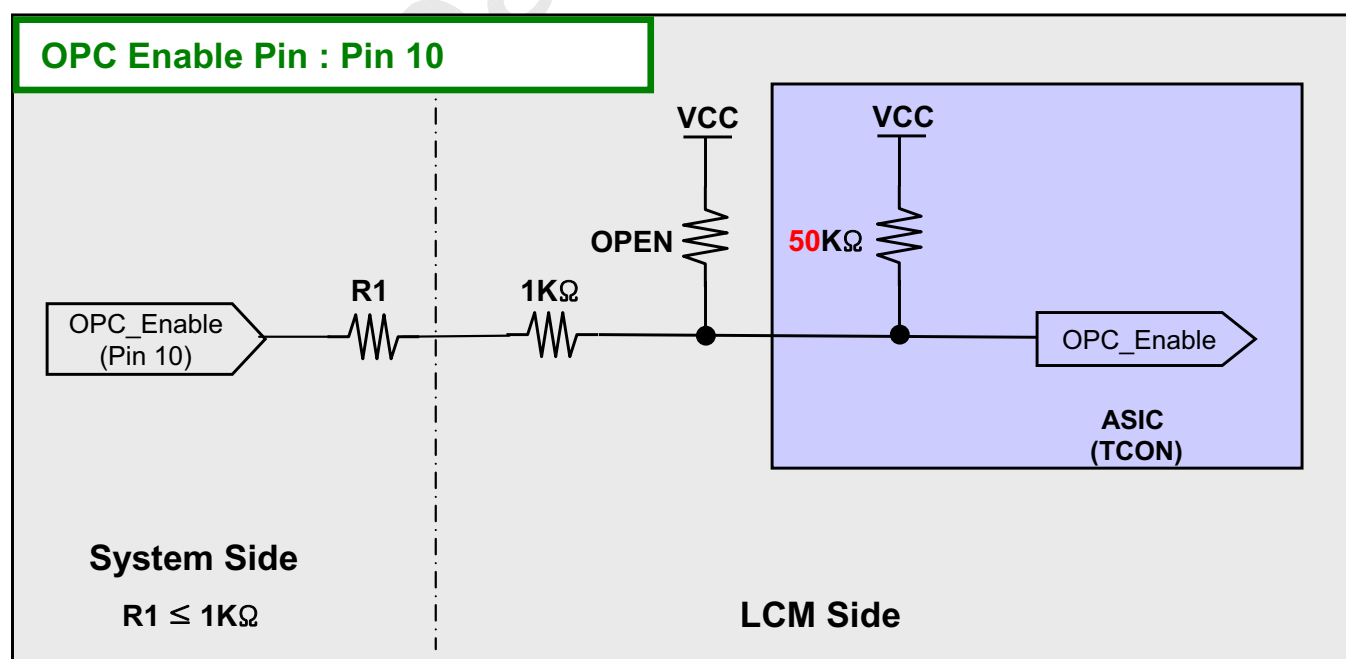 OPC Enable Pin : Pin 10
VCC
VCC
OPEN
50KΩ
R1
1KΩ
OPC_Enable
(Pin 10)
OPC_Enable
ASIC
(TCON)
System Side
R1 ≤ 1KΩ
LCM Side